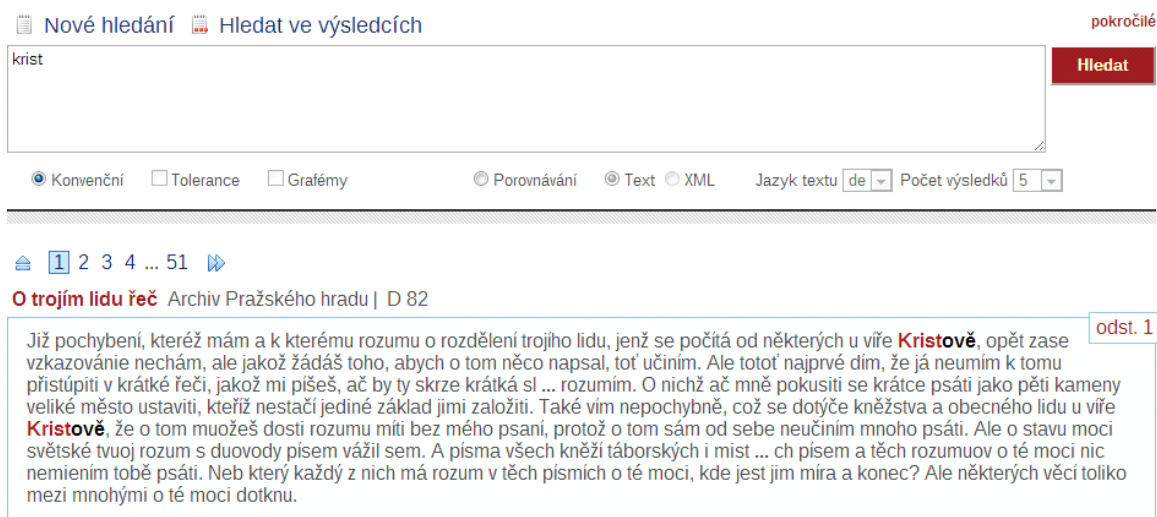 Nové hledání Hledat ve výsledcích pokročilé
krist
Hledat
Konvenční Tolerance Grafémy Porovnávání Text XML Jazyk textu de Počet výsledků 5
1 2 3 4 ... 51
O trojím lidu řeč Archiv Pražského hradu | D 82
odst. 1
Již pochybení, kteréž mám a k kterému rozumu o rozdělení trojího lidu, jenž se počítá od některých u víře Kristově, opět zase
vzkazovánie nechám, ale jakož žádáš toho, abych o tom něco napsal, toť učiním. Ale totoť najprvé dím, že já neumím k tomu
přistúpiti v krátké řeči, jakož mi píšeš, ač by ty skrze krátká sl ... rozumím. O nichž ač mně pokusiti se krátce psáti jako pěti kameny
veliké město ustaviti, kteříž nestačí jediné základ jimi založiti. Také vím nepochybně, což se dotýče kněžstva a obecného lidu u víře
Kristově, že o tom muožeš dosti rozumu míti bez mého psaní, protož o tom sám od sebe neučiním mnoho psáti. Ale o stavu moci
světské tvuoj rozum s duovody písem vážil sem. A písma všech kněží táborských i mist ... ch písem a těch rozumuov o té moci nic
nemiením tobě psáti. Neb který každý z nich má rozum v těch písmích o té moci, kde jest jim míra a konec? Ale některých věcí toliko
mezi mnohými o té moci dotknu.